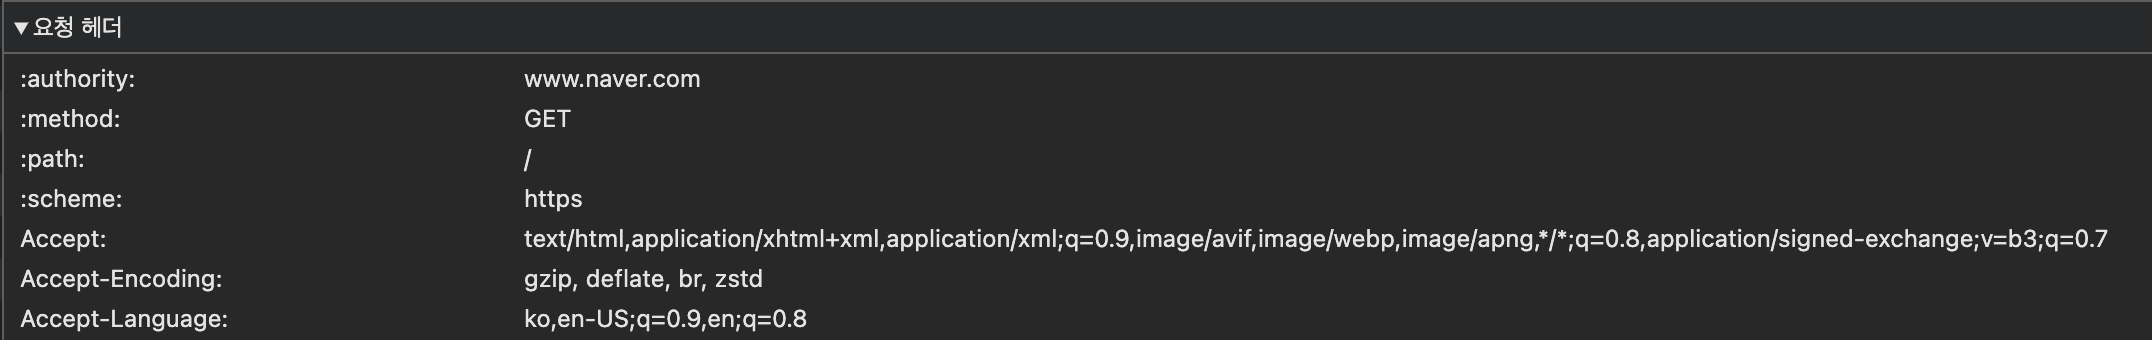 ▼요청 헤더
:authority: www.naver.com
:method: GET
:path: /
:scheme: https
Accept: text/html,application/xhtml+xml,application/xml;q=0.9,image/avif,image/webp,image/apng,*/*;q=0.8,application/signed-exchange;v=b3;q=0.7
Accept-Encoding: gzip, deflate, br, zstd
Accept-Language: ko,en-US;q=0.9,en;q=0.8